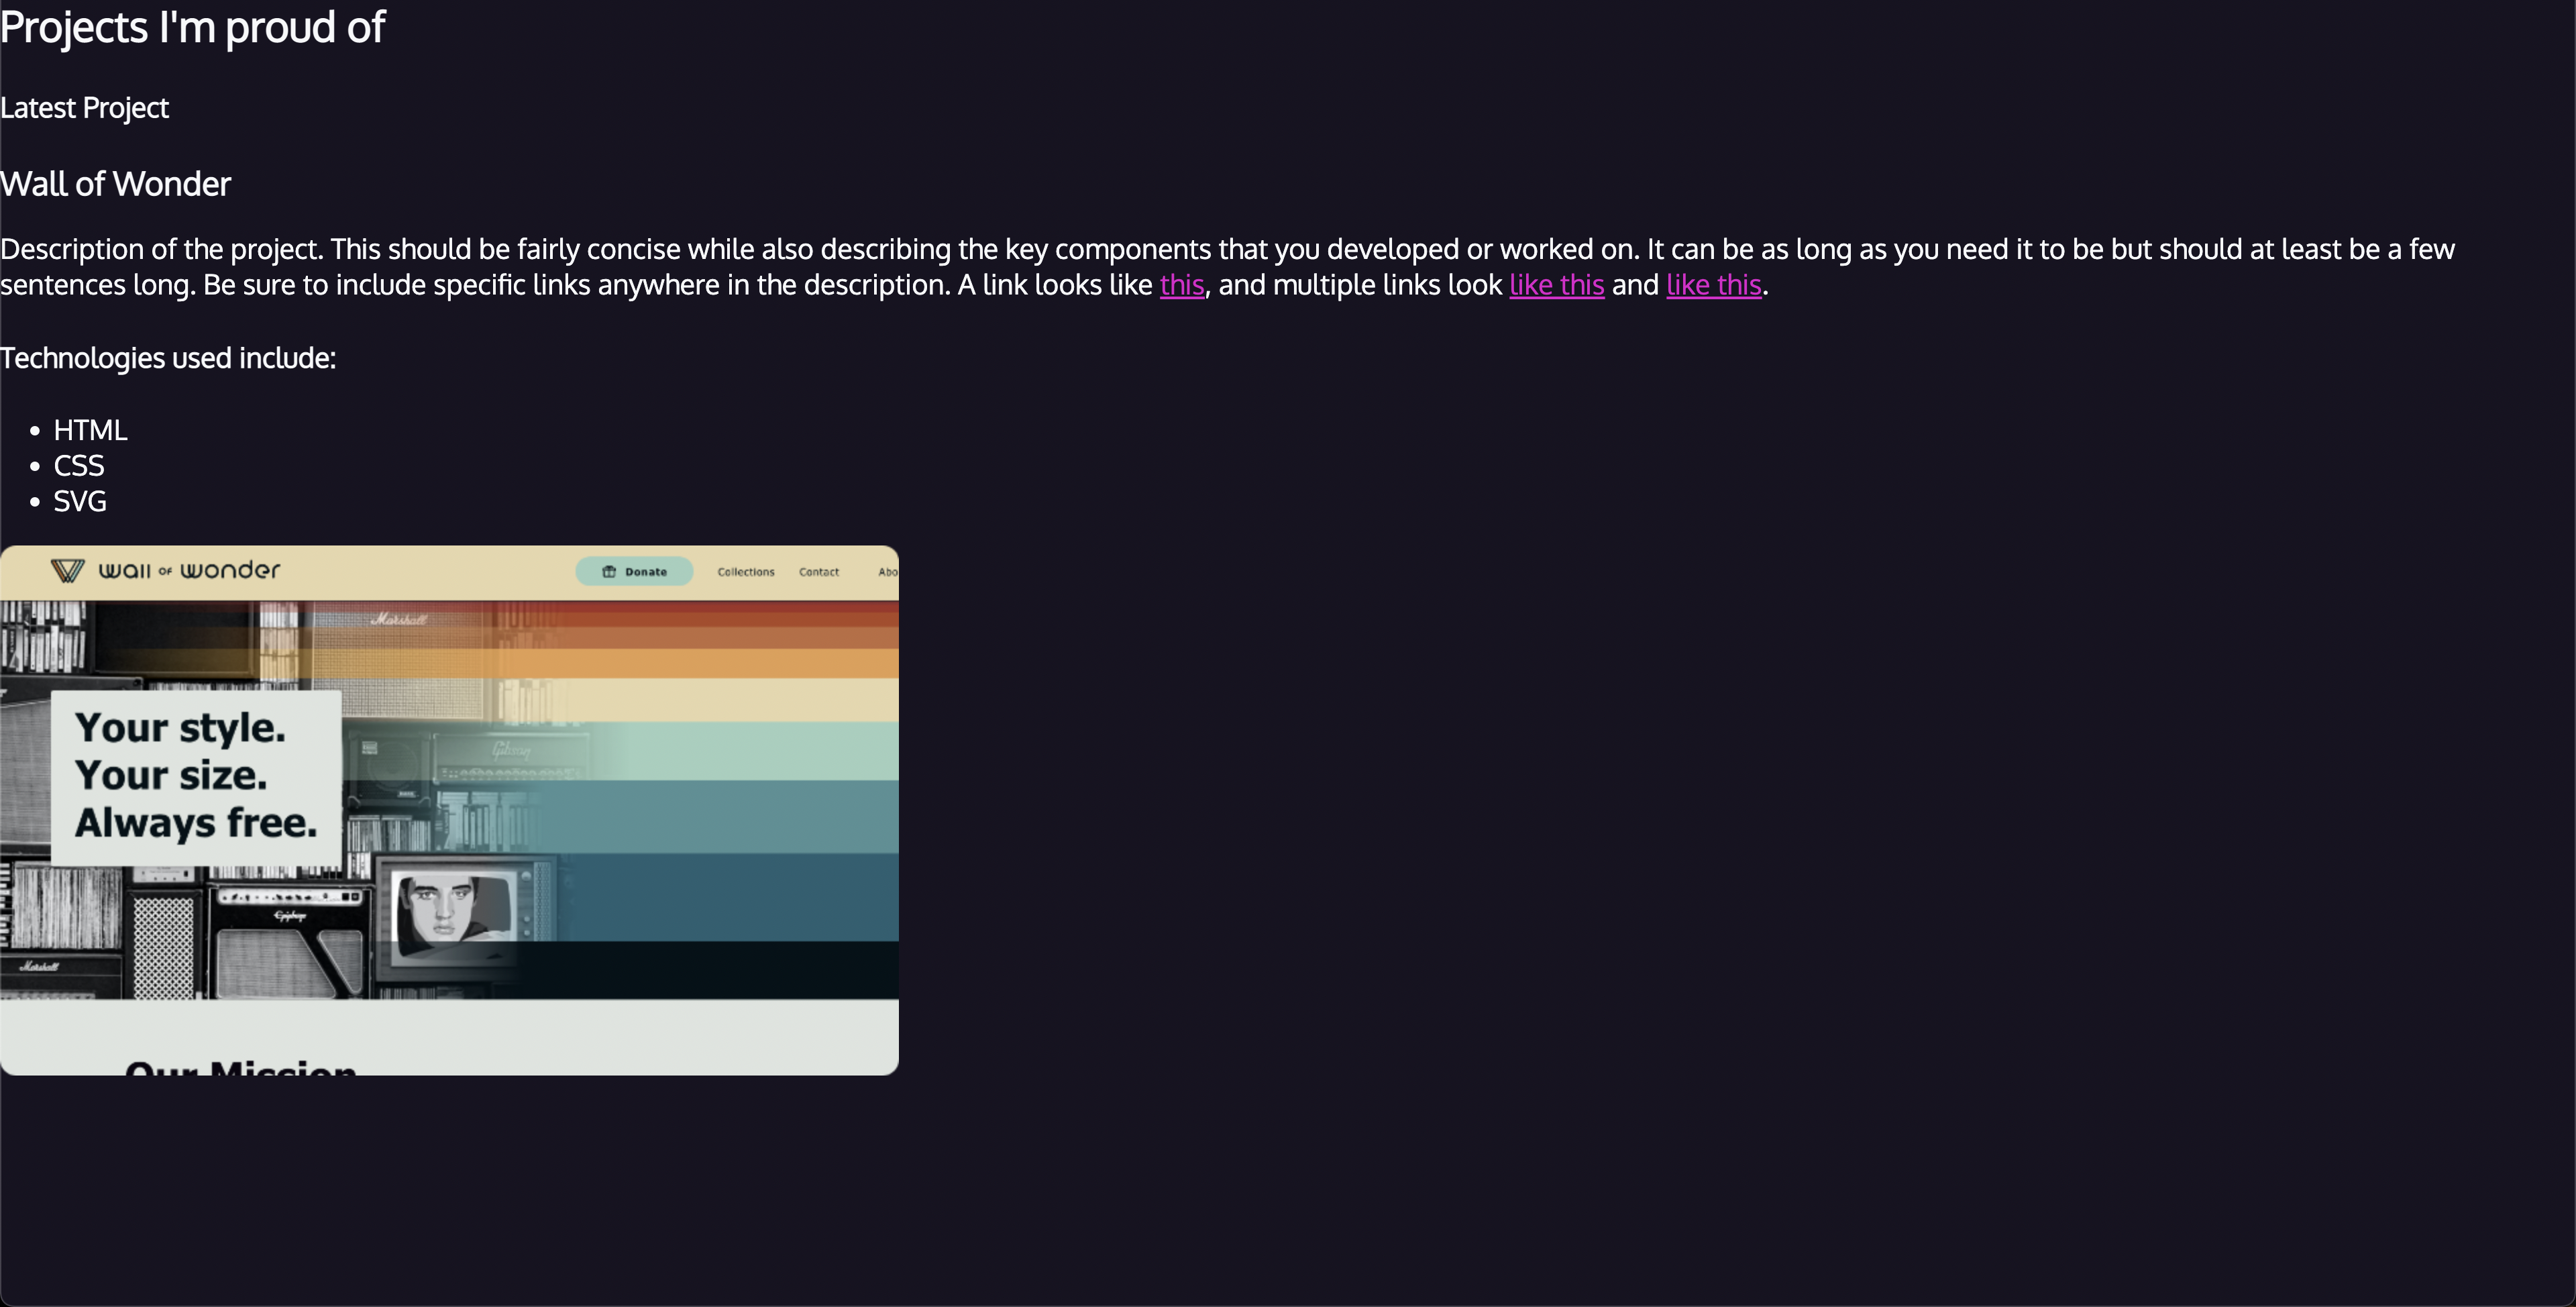 Projects I'm proud of
Latest Project
Wall of Wonder
Description of the project. This should be fairly concise while also describing the key components that you developed or worked on. It can be as long as you need it to be but should at least be a few
sentences long. Be sure to include specific links anywhere in the description. A link looks like this, and multiple links look like this and like this.
Technologies used include:
HTML
CSS
SVG
wall OF wonder Donate Collections Contact Abo
Marshall
Your style.
Your size.
Always free.
Gibson
Epiphone
Marshall
Our Mission